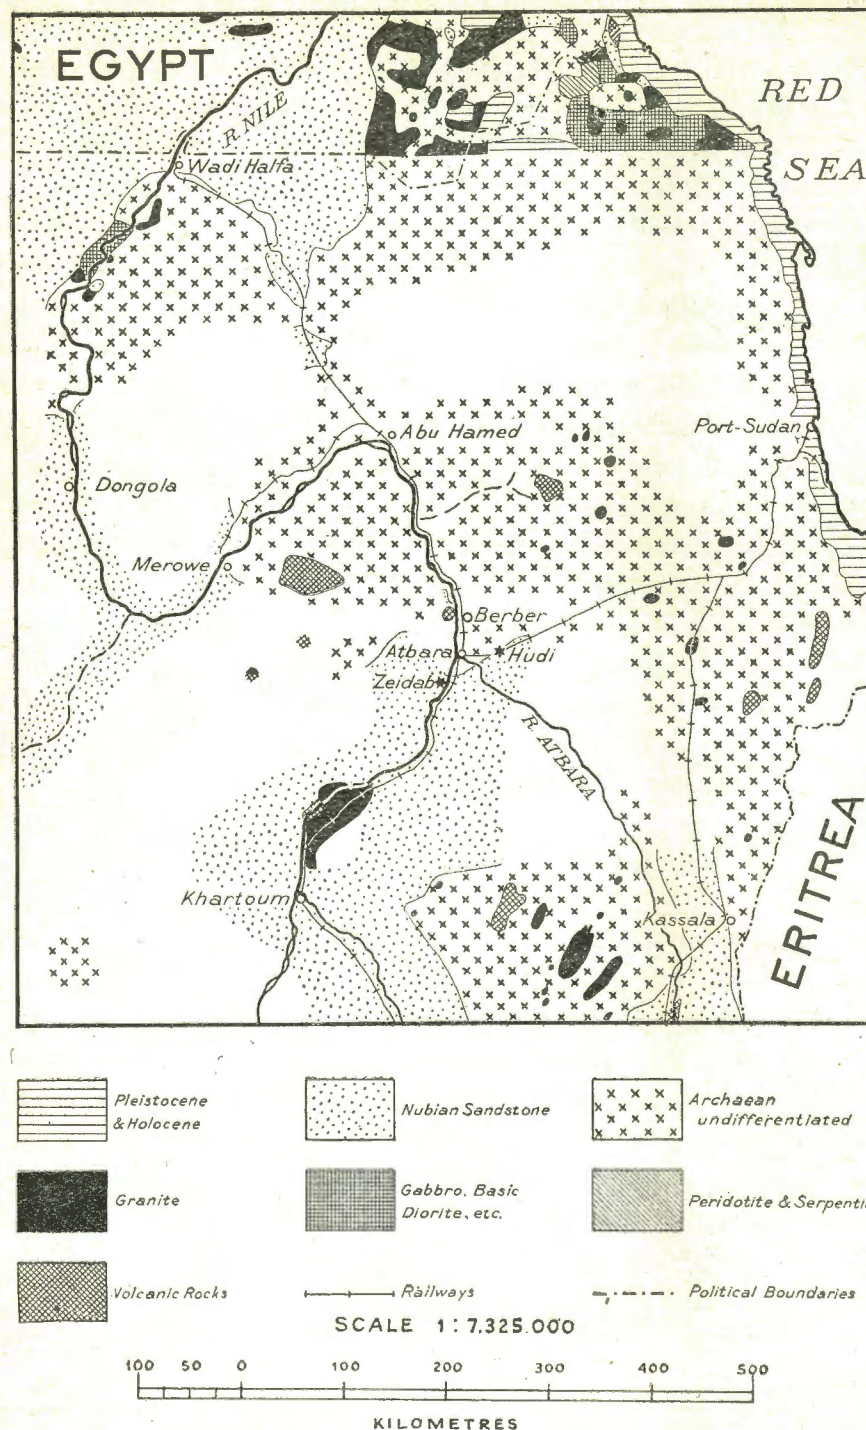 EGYPT
R. NILE
RED
SEA
Wadi Halfa
Abu Hamed
Port-Sudan
Dongola
Merowe
Berber
Atbara
Hudi
Zeidab
R. ATBARA
Khartoum
Kassala
ERITREA
Pleistocene
& Holocene
Nubian Sandstone
Archaean
undifferentiated
Granite
Gabbro, Basic
Diorite, etc.
Peridotite & Serpenti
Volcanic Rocks
Railways
Political Boundaries
SCALE 1:7,325.000
100 50 0 100 200 300 400 500
KILOMETRES